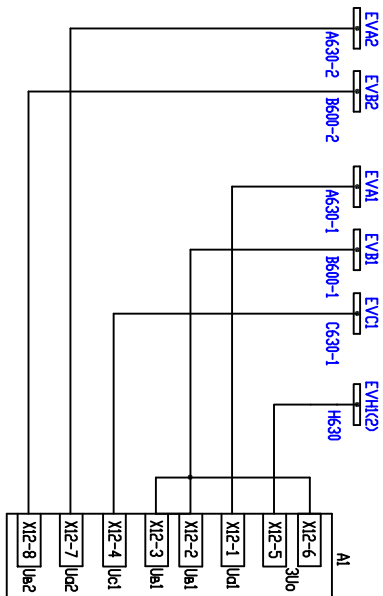 EVA2
A630-2
EVB2
B600-2
EVA1
A630-1
EVB1
B600-1
EVC1
C630-1
EVH1(2)
H630
A1
X12-6
3Uo
X12-5
X12-1 Ua1
X12-2 UB1
X12-3 UB1
X12-4 Uc1
X12-7 Ua2
X12-8 UB2